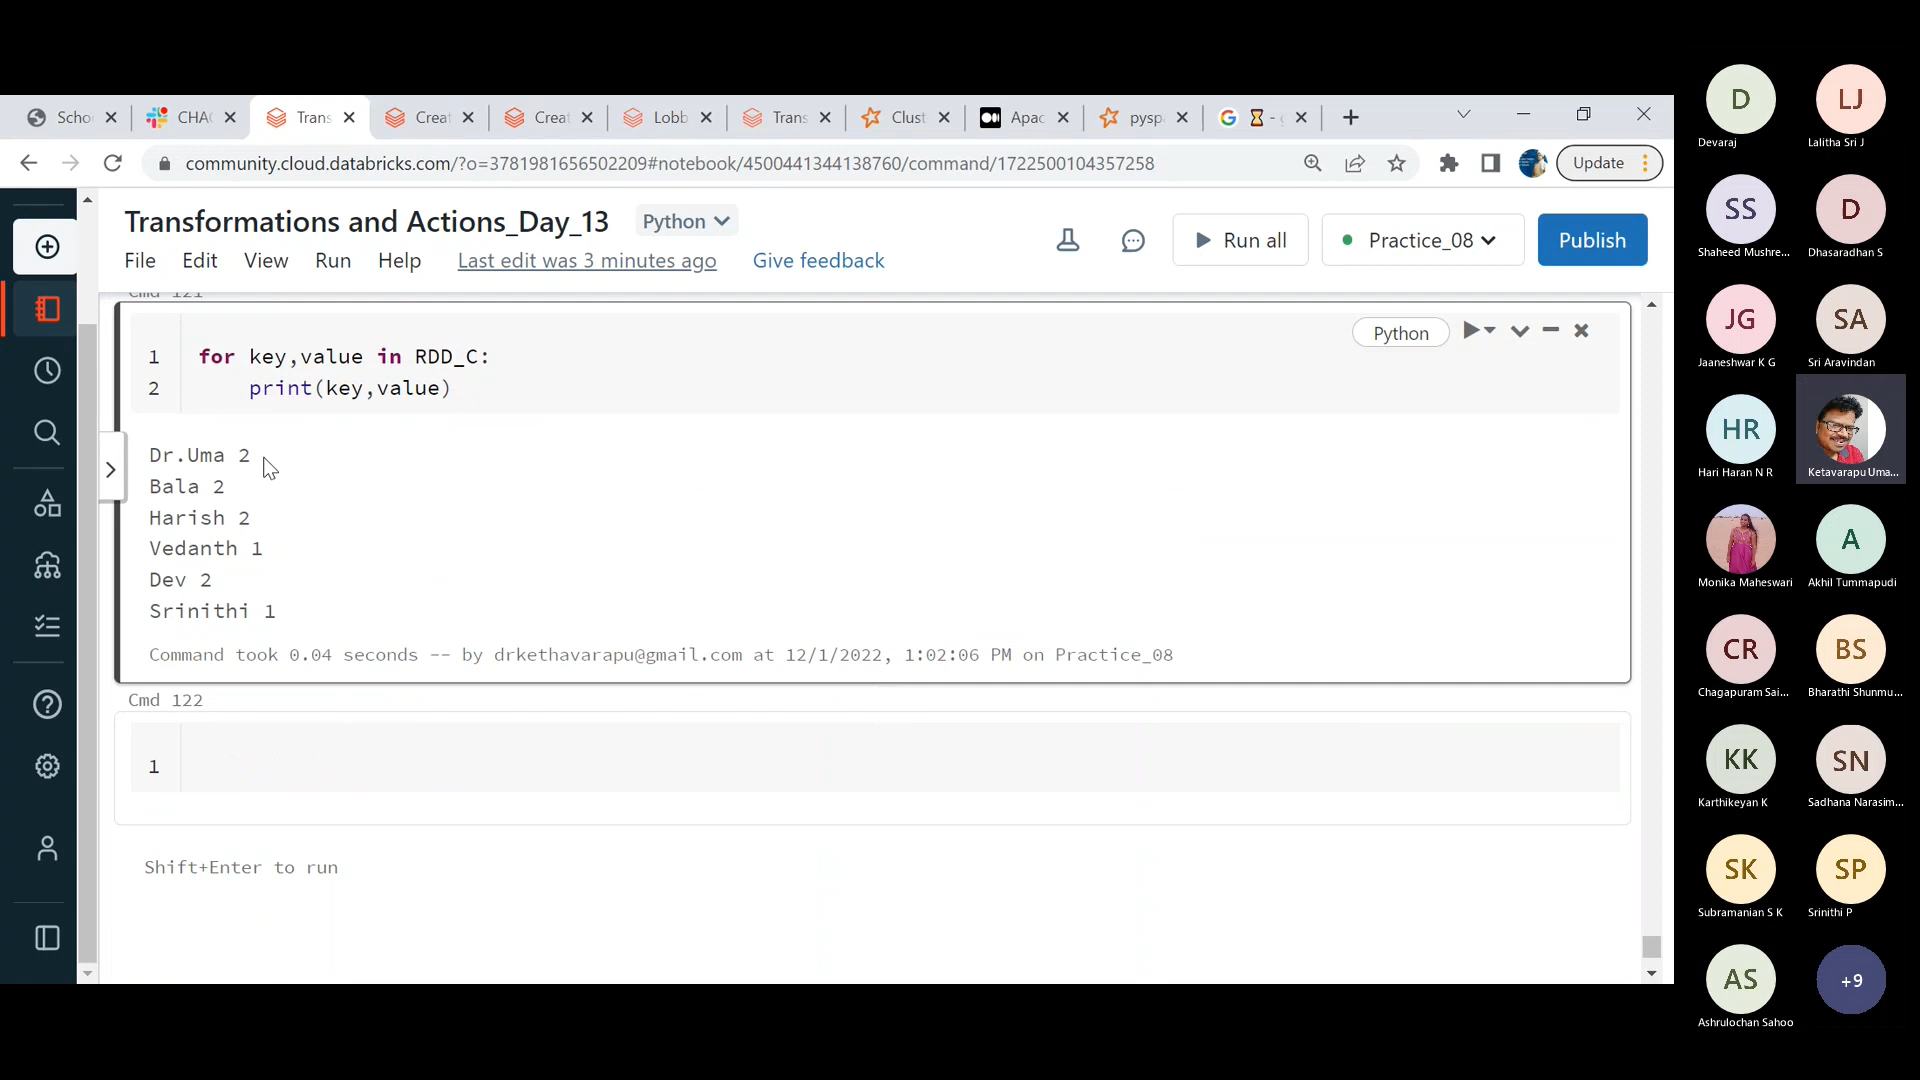 Scho
CHAC
Trans
Creat
Creat
Lobb
Trans
Clust
Apac
pysp
community.cloud.databricks.com/?o=3781981656502209#notebook/4500441344138760/command/1722500104357258
Update
Transformations and Actions_Day_13
Python
File Edit View Run Help Last edit was 3 minutes ago Give feedback
Run all
Practice_08
Publish
Cmd 121
Python
1 for key,value in RDD_C:
2 print(key,value)
Dr.Uma 2
Bala 2
Harish 2
Vedanth 1
Dev 2
Srinithi 1
Command took 0.04 seconds -- by drkethavarapu@gmail.com at 12/1/2022, 1:02:06 PM on Practice_08
Cmd 122
1
Shift+Enter to run
D
Devaraj
LJ
Lalitha Sri J
SS
Shaheed Mushre...
D
Dhasaradhan S
JG
Jaaneshwar K G
SA
Sri Aravindan
HR
Hari Haran N R
Ketavarapu Uma...
Monika Maheswari
A
Akhil Tummapudi
CR
Chagapuram Sai...
BS
Bharathi Shunmu...
KK
Karthikeyan K
SN
Sadhana Narasim...
SK
Subramanian S K
SP
Srinithi P
AS
Ashrulochan Sahoo
+9